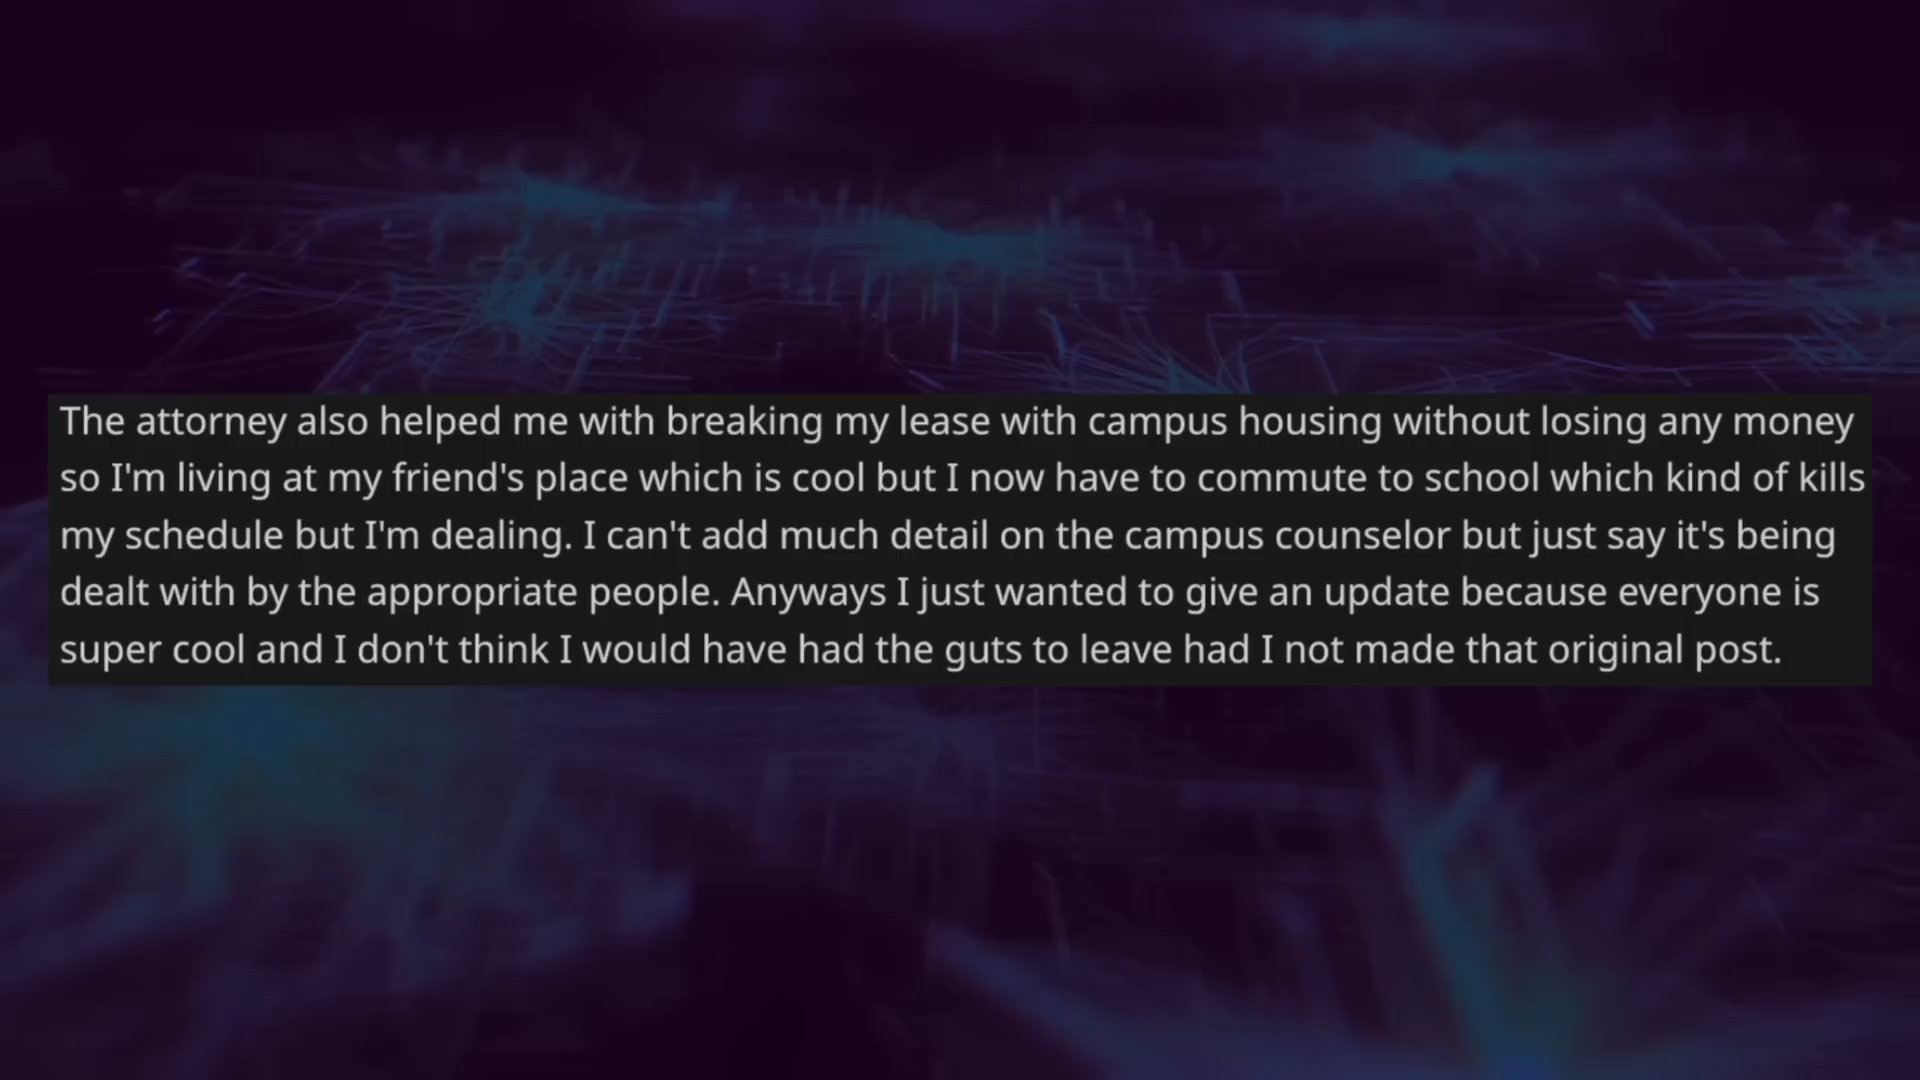 The attorney also helped me with breaking my lease with campus housing without losing any money
so I'm living at my friend's place which is cool but I now have to commute to school which kind of kills
my schedule but I'm dealing. I can't add much detail on the campus counselor but just say it's being
dealt with by the appropriate people. Anyways I just wanted to give an update because everyone is
super cool and I don't think I would have had the guts to leave had I not made that original post.